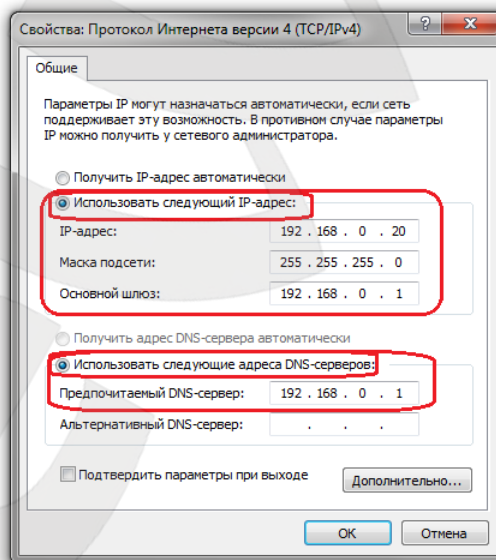 Свойства: Протокол Интернета версии 4 (TCP/IPv4)
Общие
Параметры IP могут назначаться автоматически, если сеть
поддерживает эту возможность. В противном случае параметры
IP можно получить у сетевого администратора.
Получить IP-адрес автоматически
Использовать следующий IP-адрес:
IP-адрес: 192 . 168 . 0 . 20
Маска подсети: 255 . 255 . 255 . 0
Основной шлюз: 192 . 168 . 0 . 1
Получить адрес DNS-сервера автоматически
Использовать следующие адреса DNS-серверов:
Предпочитаемый DNS-сервер: 192 . 168 . 0 . 1
Альтернативный DNS-сервер: . . .
Подтвердить параметры при выходе
Дополнительно...
OK Отмена